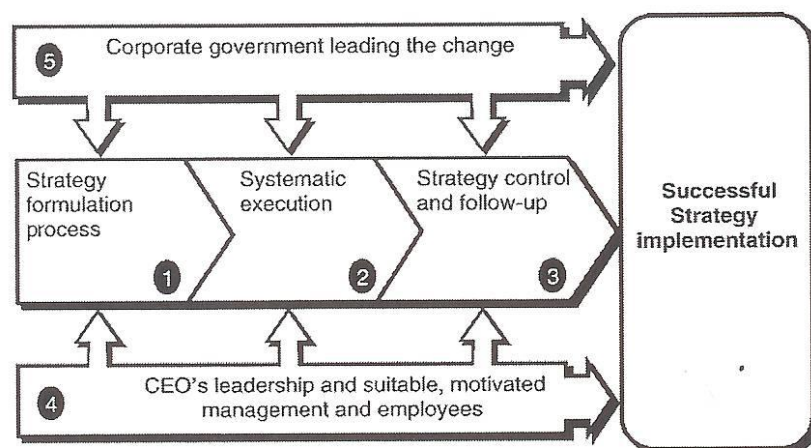 5 Corporate government leading the change
Strategy
formulation
process
1
Systematic
execution
2
Strategy control
and follow-up
3
Successful
Strategy
implementation
4
CEO's leadership and suitable, motivated
management and employees